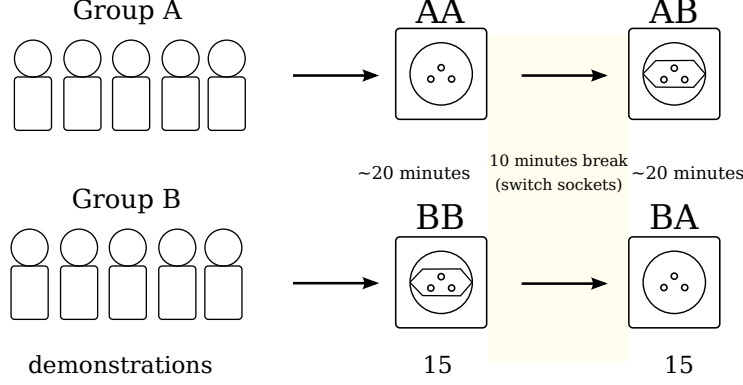 Group A
AA
AB
~20 minutes
10 minutes break
(switch sockets)
~20 minutes
Group B
BB
BA
demonstrations
15
15